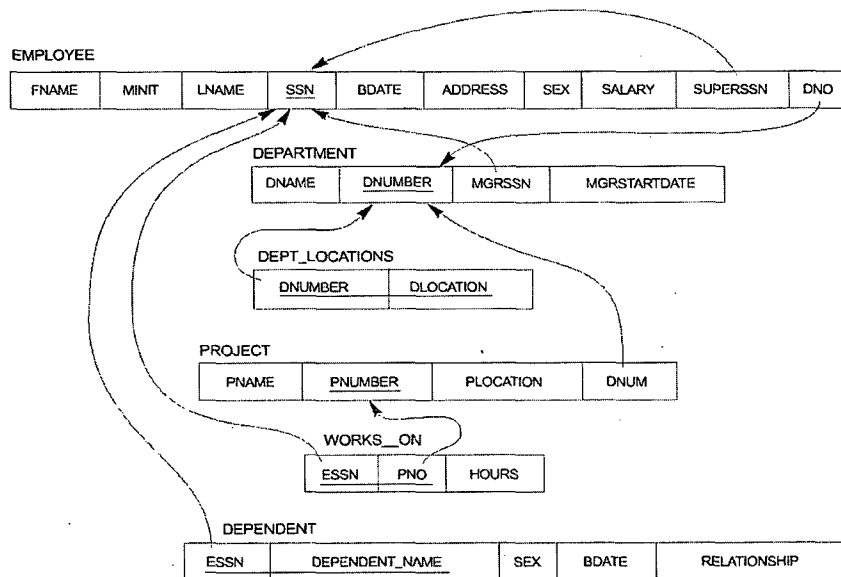 EMPLOYEE
FNAME MINIT LNAME SSN BDATE ADDRESS SEX SALARY SUPERSSN DNO
DEPARTMENT
DNAME DNUMBER MGRSSN MGRSTARTDATE
DEPT_LOCATIONS
DNUMBER DLOCATION
PROJECT
PNAME PNUMBER PLOCATION DNUM
WORKS__ON
ESSN PNO HOURS
DEPENDENT
ESSN DEPENDENT_NAME SEX BDATE RELATIONSHIP